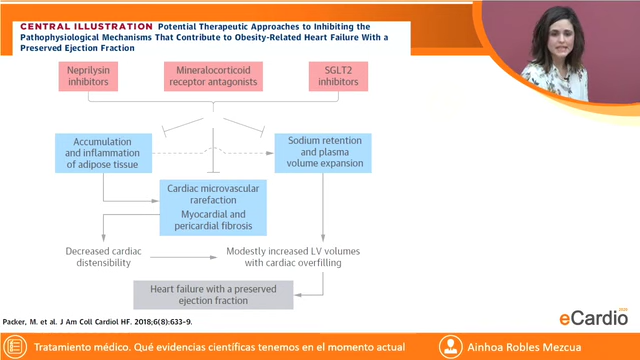 CENTRAL ILLUSTRATION Potential Therapeutic Approaches to Inhibiting the
Pathophysiological Mechanisms That Contribute to Obesity-Related Heart Failure With a
Preserved Ejection Fraction
Neprilysin
inhibitors
Mineralocorticoid
receptor antagonists
SGLT2
inhibitors
Accumulation
and inflammation
of adipose tissue
Sodium retention
and plasma
volume expansion
Cardiac microvascular
rarefaction
Myocardial and
pericardial fibrosis
Decreased cardiac
distensibility
Modestly increased LV volumes
with cardiac overfilling
Heart failure with a preserved
ejection fraction
Packer, M. et al. J Am Coll Cardiol HF. 2018;6(8):633–9.
eCardio
Tratamiento médico. Qué evidencias científicas tenemos en el momento actual
Ainhoa Robles Mezcua